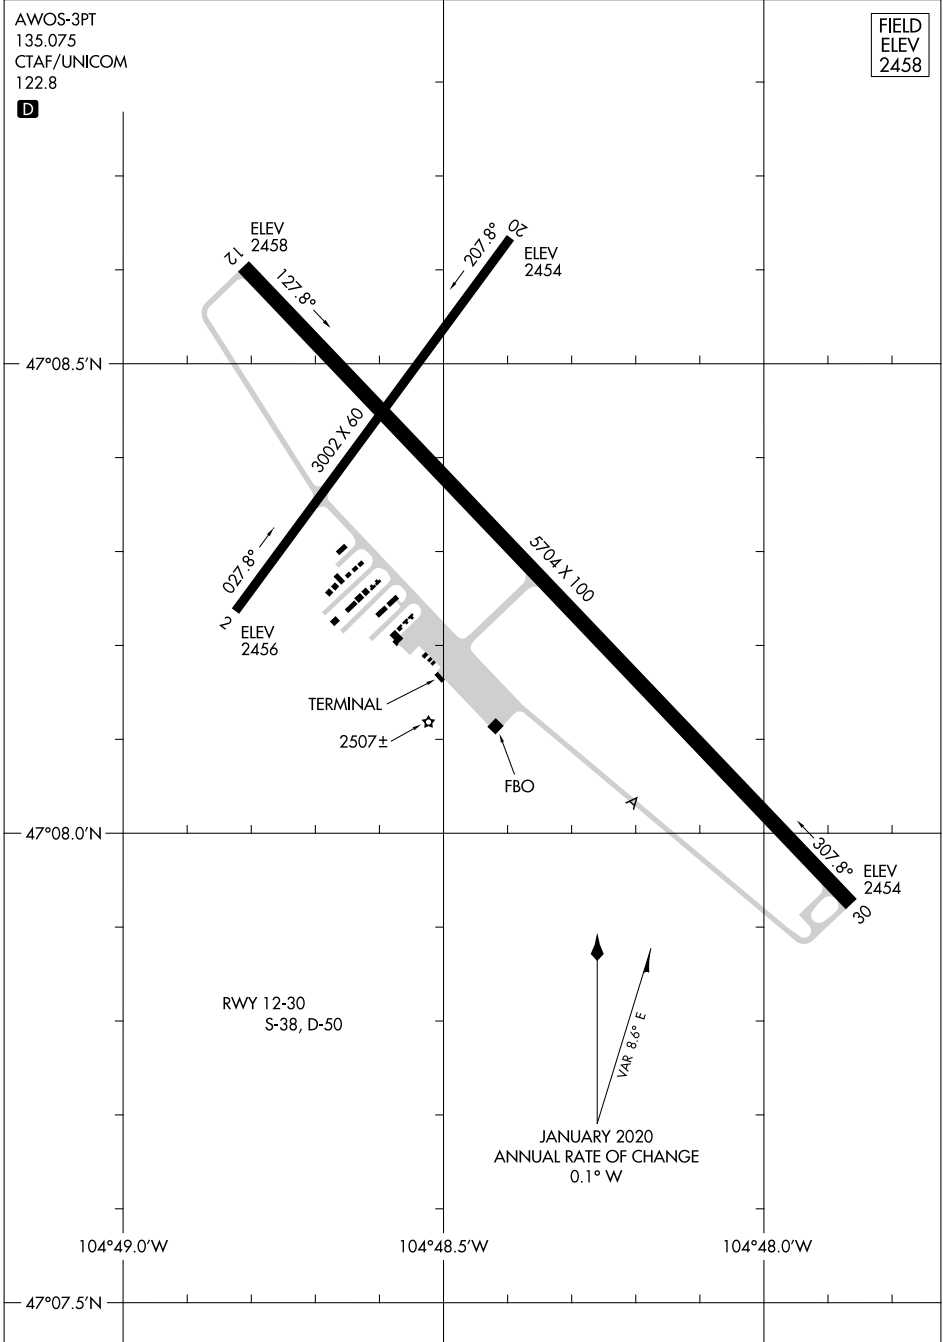 AWOS-3PT
135.075
CTAF/UNICOM
122.8
D
FIELD
ELEV
2458
ELEV
2458
12
127.8°
207.8°
20
ELEV
2454
47°08.5'N
3002 X 60
027.8°
2
ELEV
2456
5704 X 100
TERMINAL
2507±
FBO
A
47°08.0'N
307.8°
ELEV
2454
30
RWY 12-30
S-38, D-50
VAR 8.6° E
JANUARY 2020
ANNUAL RATE OF CHANGE
0.1° W
104°49.0'W
104°48.5'W
104°48.0'W
47°07.5'N